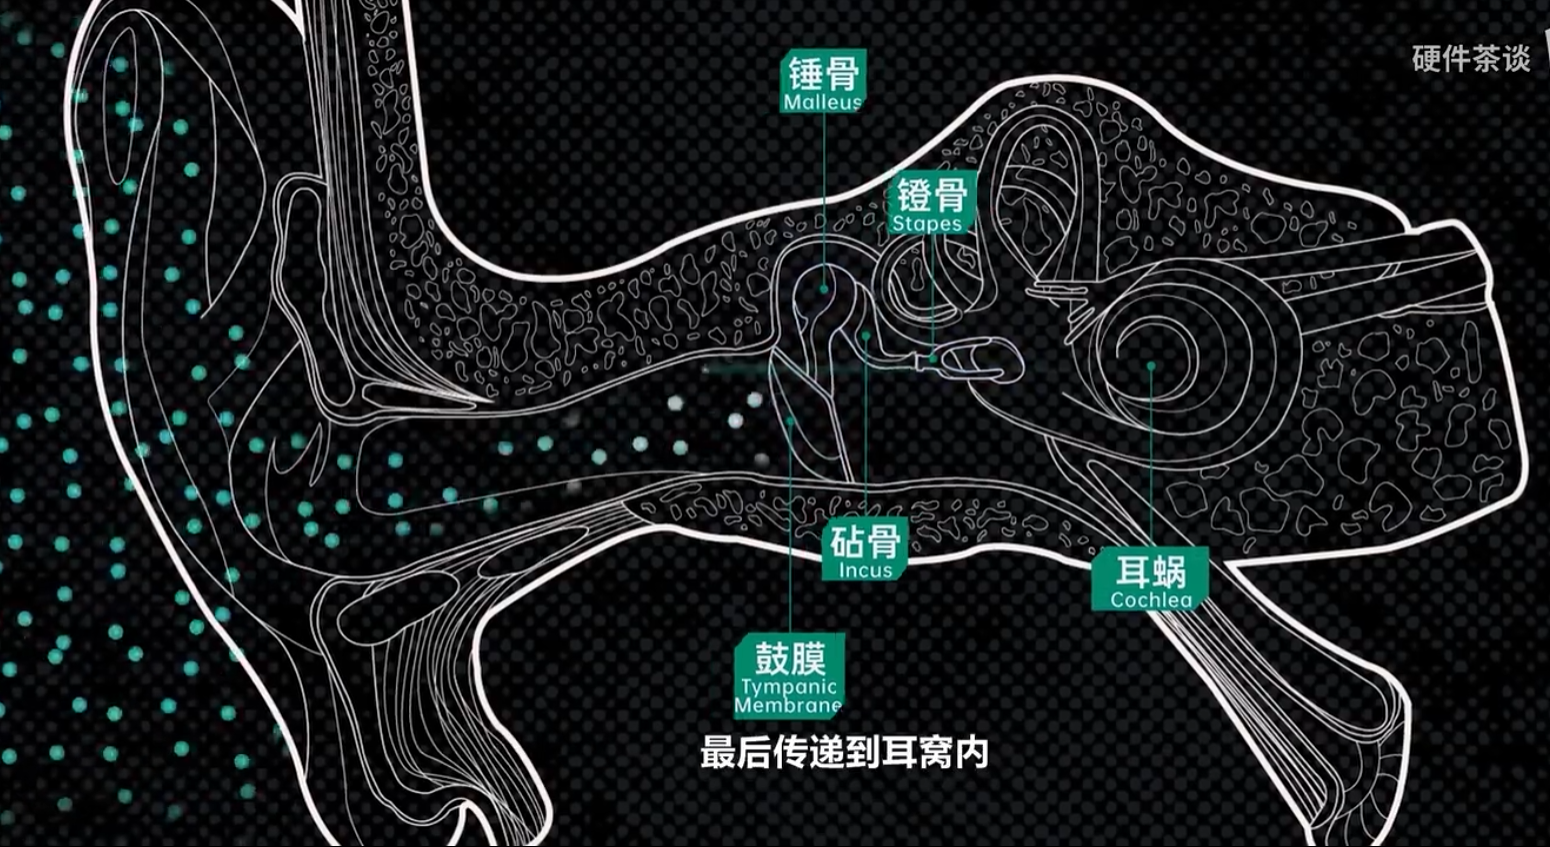 硬件茶谈
锤骨
Malleus
镫骨
Stapes
砧骨
Incus
耳蜗
Cochlea
鼓膜
Tympanic
Membrane
最后传递到耳窝内